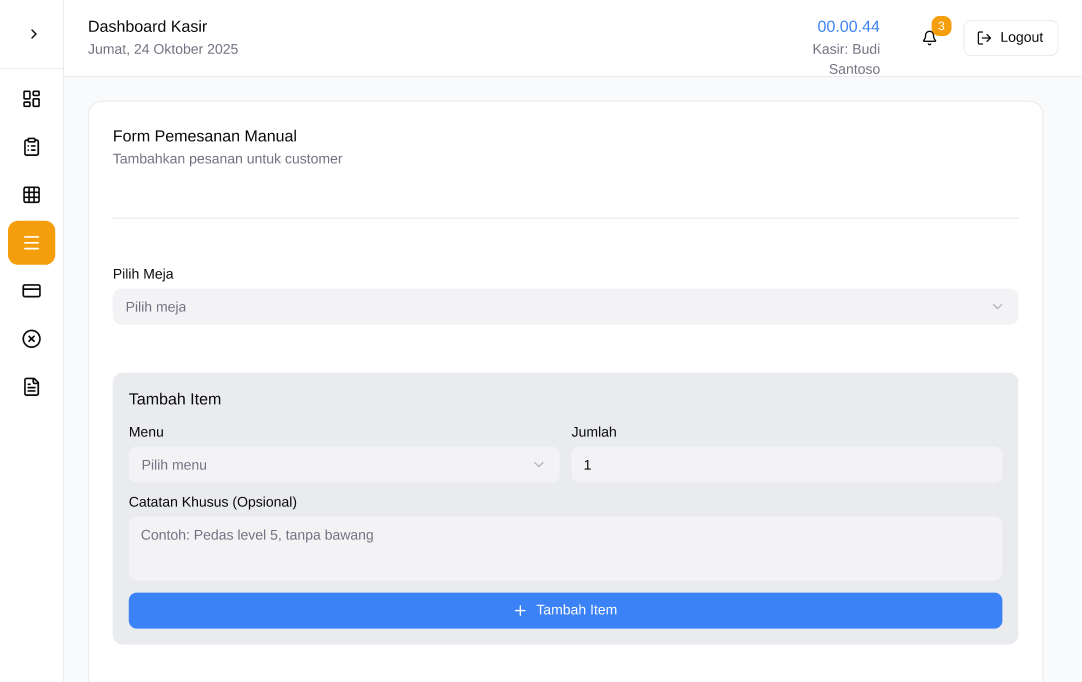 Dashboard Kasir
Jumat, 24 Oktober 2025
00.00.44
Kasir: Budi
Santoso
3
Logout
Form Pemesanan Manual
Tambahkan pesanan untuk customer
Pilih Meja
Pilih meja
Tambah Item
Menu
Jumlah
Pilih menu
1
Catatan Khusus (Opsional)
Contoh: Pedas level 5, tanpa bawang
Tambah Item